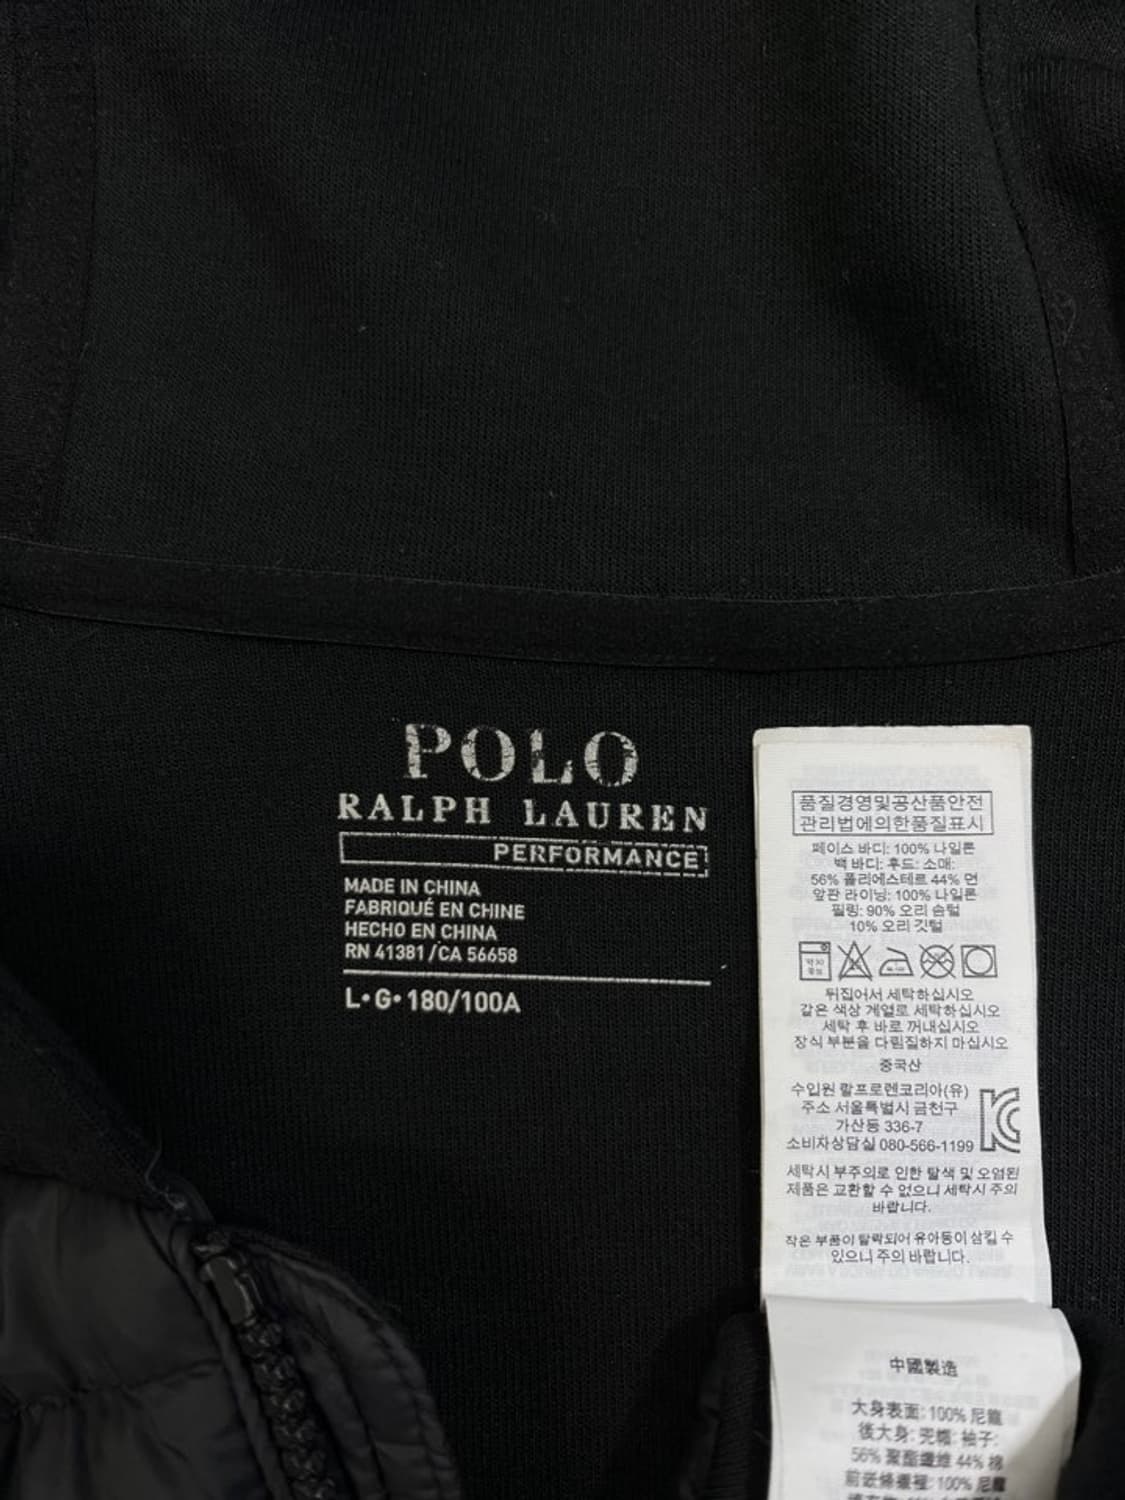 POLO
RALPH LAUREN
PERFORMANCE
MADE IN CHINA
FABRIQUÉ EN CHINE
HECHO EN CHINA
RN 41381/CA 56658
L•G•180/100A
품질경영및공산품안전
관리법에의한품질표시
페이스 바디: 100% 나일론
백 바디: 후드: 소매:
56% 폴리에스테르 44% 면
앞판 라이닝: 100% 나일론
필링: 90% 오리 솜털
10% 오리 깃털
뒤집어서 세탁하십시오
같은 색상 계열로 세탁하십시오
세탁 후 바로 꺼내십시오
장식 부분을 다림질하지 마십시오
중국산
수입원 랄프로렌코리아(유)
주소 서울특별시 금천구
가산동 336-7
소비자상담실 080-566-1199
세탁시 부주의로 인한 탈색 및 오염된
제품은 교환할 수 없으니 세탁시 주의
바랍니다.
작은 부품이 탈락되어 유아동이 삼킬 수
있으니 주의 바랍니다.
中國製造
大身表面: 100% 尼龍
後大身: 兜帽: 袖子:
56% 聚酯纖維 44% 棉
前嵌條裡: 100% 尼龍